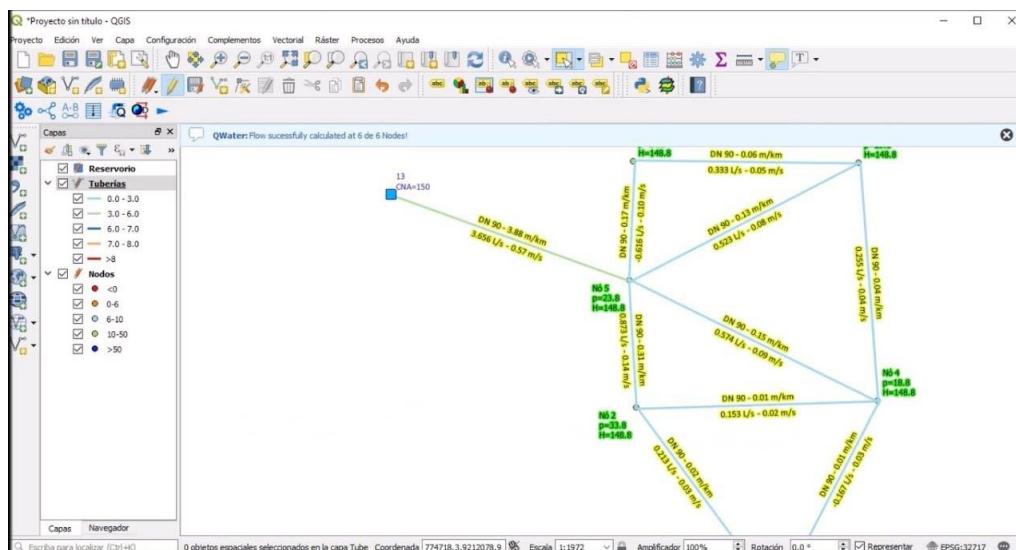 *Proyecto sin título - QGIS
Proyecto Edición Ver Capa Configuración Complementos Vectorial Ráster Procesos Ayuda
Capas
QWater: Flow sucessfully calculated at 6 de 6 Nodes!
Reservorio
Tuberías
0.0 - 3.0
3.0 - 6.0
6.0 - 7.0
7.0 - 8.0
>8
Nodos
<0
0-6
6-10
10-50
>50
13
CNA=150
H=148.8
DN 90 - 0.06 m/km
0.333 L/s - 0.05 m/s
H=148.8
DN 90 - 3.88 m/km
3.656 L/s - 0.57 m/s
DN 90 - 0.17 m/km
-0.616 L/s - 0.10 m/s
DN 90 - 0.13 m/km
0.523 L/s - 0.08 m/s
DN 90 - 0.04 m/km
0.255 L/s - 0.04 m/s
Nó 5
p=23.8
H=148.8
DN 90 - 0.31 m/km
0.873 L/s - 0.14 m/s
DN 90 - 0.15 m/km
0.574 L/s - 0.09 m/s
Nó 4
p=18.8
H=148.8
DN 90 - 0.01 m/km
0.153 L/s - 0.02 m/s
Nó 2
p=33.8
H=148.8
DN 90 - 0.02 m/km
0.213 L/s - 0.03 m/s
DN 90 - 0.01 m/km
-0.167 L/s - 0.03 m/s
Capas Navegador
Escriba para localizar (Ctrl+K) 0 objetos espaciales seleccionados en la capa Tube Coordenada 774718.3,9212078.9 Escala 1:1972 Amplificador 100% Rotación 0.0 ° Representar EPSG:32717